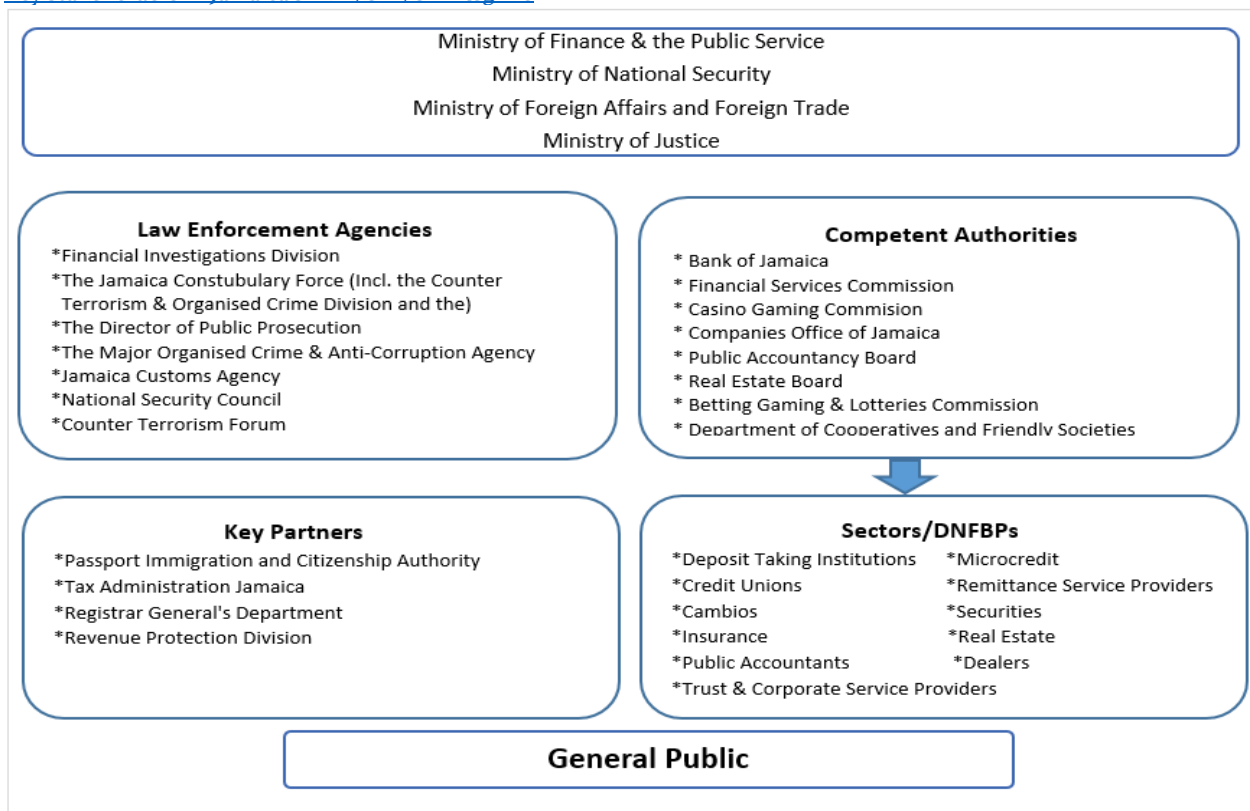 Ministry of Finance & the Public Service
Ministry of National Security
Ministry of Foreign Affairs and Foreign Trade
Ministry of Justice
Law Enforcement Agencies
*Financial Investigations Division
*The Jamaica Constubulary Force (Incl. the Counter
Terrorism & Organised Crime Division and the)
*The Director of Public Prosecution
*The Major Organised Crime & Anti-Corruption Agency
*Jamaica Customs Agency
*National Security Council
*Counter Terrorism Forum
Competent Authorities
* Bank of Jamaica
* Financial Services Commission
* Casino Gaming Commision
* Companies Office of Jamaica
* Public Accountancy Board
* Real Estate Board
* Betting Gaming & Lotteries Commission
* Department of Cooperatives and Friendly Societies
Key Partners
*Passport Immigration and Citizenship Authority
*Tax Administration Jamaica
*Registrar General's Department
*Revenue Protection Division
Sectors/DNFBPs
*Deposit Taking Institutions *Microcredit
*Credit Unions *Remittance Service Providers
*Cambios *Securities
*Insurance *Real Estate
*Public Accountants *Dealers
*Trust & Corporate Service Providers
General Public